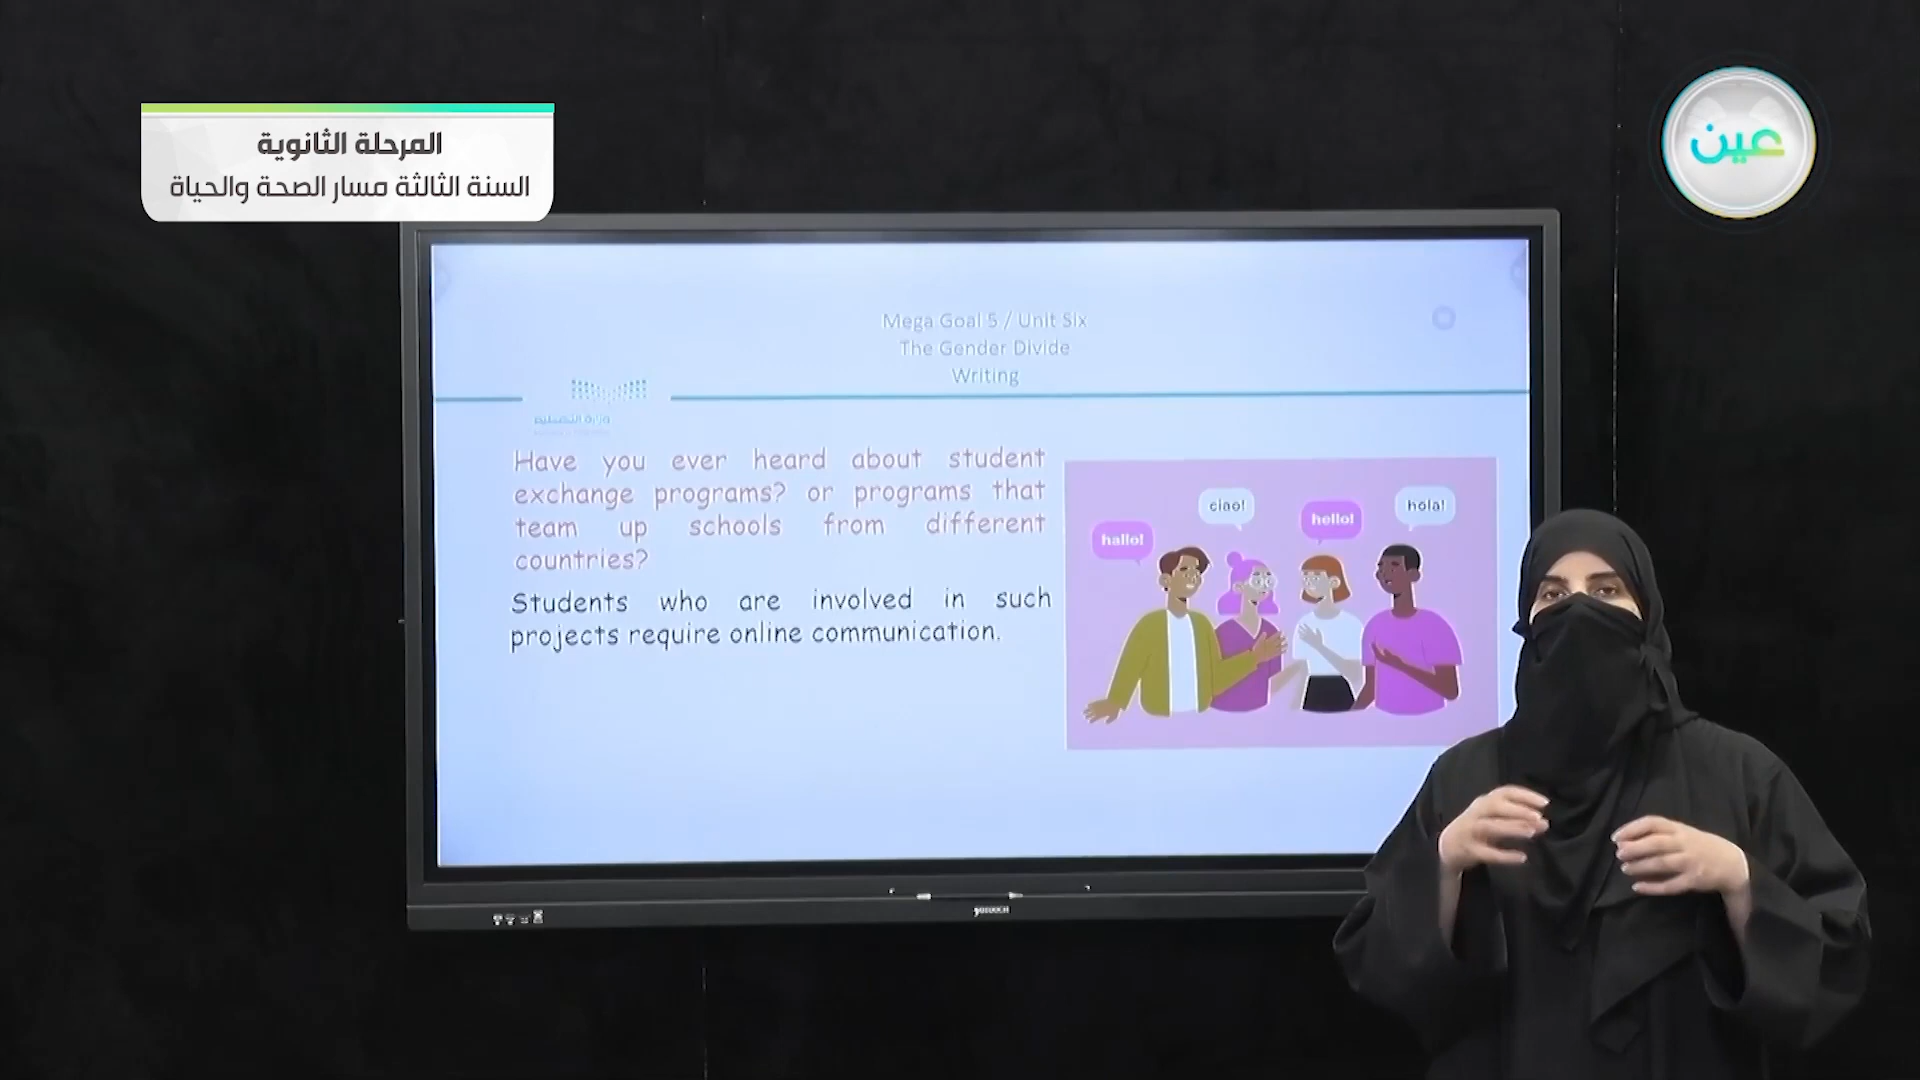 المرحلة الثانوية
السنة الثالثة مسار الصحة والحياة
عين
Mega Goal 5 / Unit Six
The Gender Divide
Writing
وزارة التعليم
Have you ever heard about student
exchange programs? or programs that
team up schools from different
countries?
Students who are involved in such
projects require online communication.
hallo!
ciao!
hello!
hola!